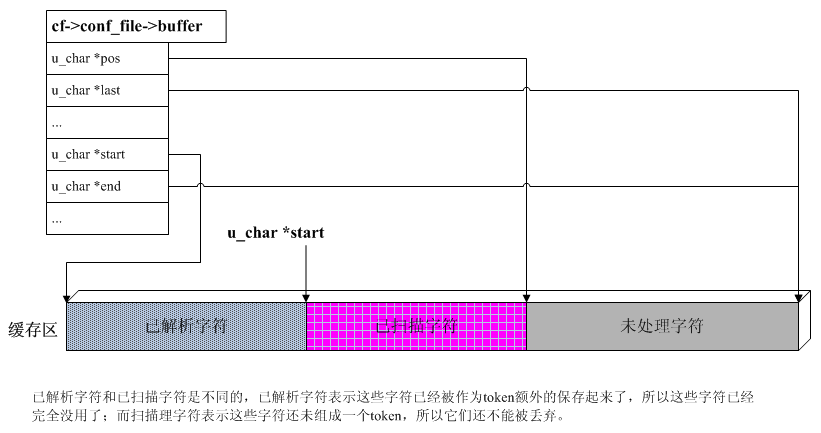 cf->conf_file->buffer
u_char *pos
u_char *last
...
u_char *start
u_char *end
...
u_char *start
缓存区
已解析字符
已扫描字符
未处理字符
已解析字符和已扫描字符是不同的，已解析字符表示这些字符已经被作为token额外的保存起来了，所以这些字符已经
完全没用了；而扫描理字符表示这些字符还未组成一个token，所以它们还不能被丢弃。